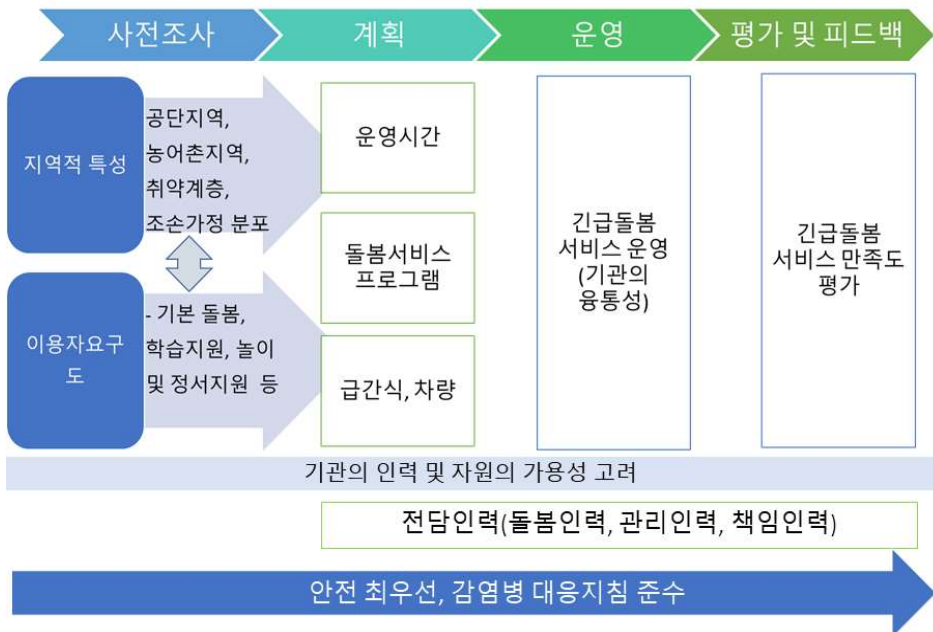 사전조사
계획
운영
평가 및 피드백
지역적 특성
공단지역,
농어촌지역,
취약계층,
조손가정 분포
이용자요구
도
- 기본 돌봄,
학습지원, 놀이
및 정서지원 등
운영시간
돌봄서비스
프로그램
급간식, 차량
긴급돌봄
서비스 운영
(기관의
융통성)
긴급돌봄
서비스 만족도
평가
기관의 인력 및 자원의 가용성 고려
전담인력(돌봄인력, 관리인력, 책임인력)
안전 최우선, 감염병 대응지침 준수